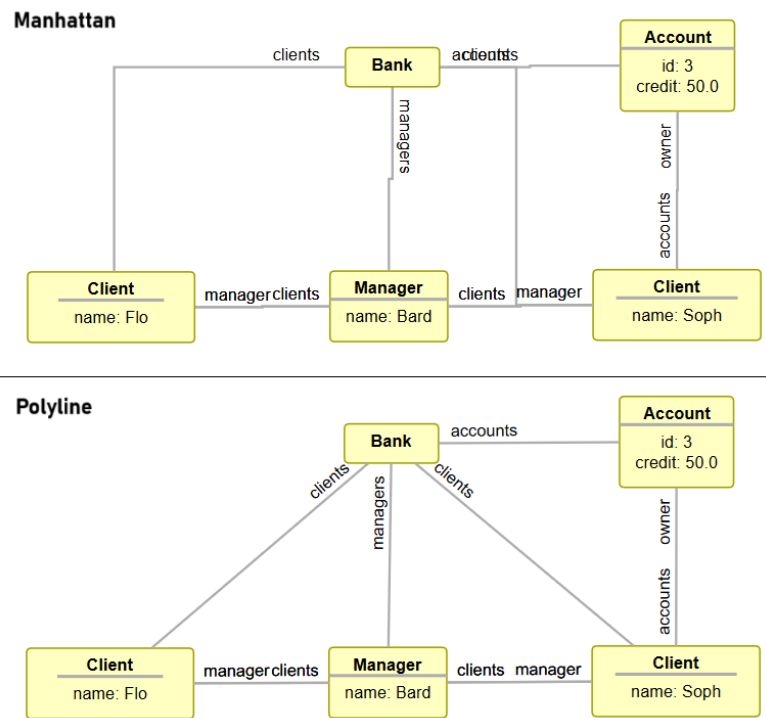 Manhattan
clients
Bank
accounts
clients
Account
id: 3
credit: 50.0
managers
owner
accounts
Client
name: Flo
manager
clients
Manager
name: Bard
clients
manager
Client
name: Soph
Polyline
Bank
accounts
Account
id: 3
credit: 50.0
clients
managers
clients
owner
accounts
Client
name: Flo
manager
clients
Manager
name: Bard
clients
manager
Client
name: Soph